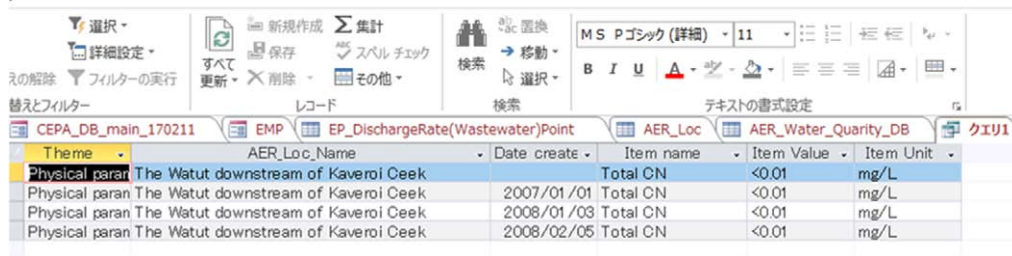 選択 新規作成 Σ 集計 ab ac 置換 MS Pゴシック (詳細) 11
詳細設定 すべて 更新 保存 ABC スペル チェック 検索 移動
えの解除 フィルターの実行 削除 その他 選択 B I U A
替えとフィルター レコード 検索 テキストの書式設定
CEPA_DB_main_170211 EMP EP_DischargeRate(Wastewater)Point AER_Loc AER_Water_Quarity_DB クエリ1
Theme AER_Loc_Name Date create Item name Item Value Item Unit
Physical paran The Watut downstream of Kaveroi Ceek Total CN <0.01 mg/L
Physical paran The Watut downstream of Kaveroi Ceek 2007/01/01 Total CN <0.01 mg/L
Physical paran The Watut downstream of Kaveroi Ceek 2008/01/03 Total CN <0.01 mg/L
Physical paran The Watut downstream of Kaveroi Ceek 2008/02/05 Total CN <0.01 mg/L